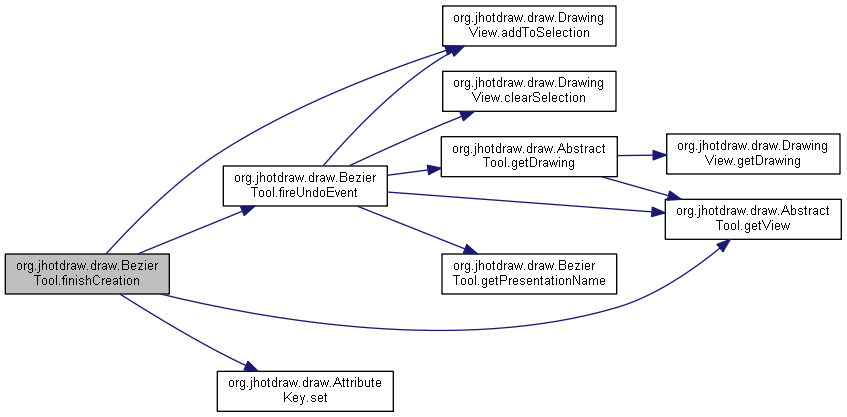 org.jhotdraw.draw.Drawing
View.addToSelection
org.jhotdraw.draw.Drawing
View.clearSelection
org.jhotdraw.draw.Abstract
Tool.getDrawing
org.jhotdraw.draw.Drawing
View.getDrawing
org.jhotdraw.draw.Bezier
Tool.fireUndoEvent
org.jhotdraw.draw.Abstract
Tool.getView
org.jhotdraw.draw.Bezier
Tool.finishCreation
org.jhotdraw.draw.Bezier
Tool.getPresentationName
org.jhotdraw.draw.Attribute
Key.set